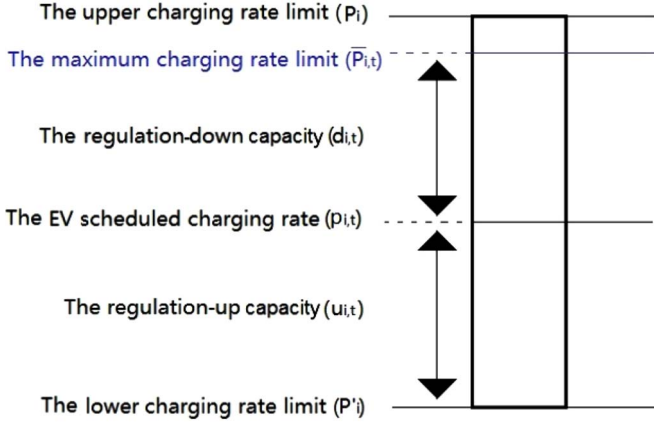 The upper charging rate limit (Pi)
The maximum charging rate limit (P̅i,t)
The regulation-down capacity (di,t)
The EV scheduled charging rate (pi,t)
The regulation-up capacity (ui,t)
The lower charging rate limit (P'i)